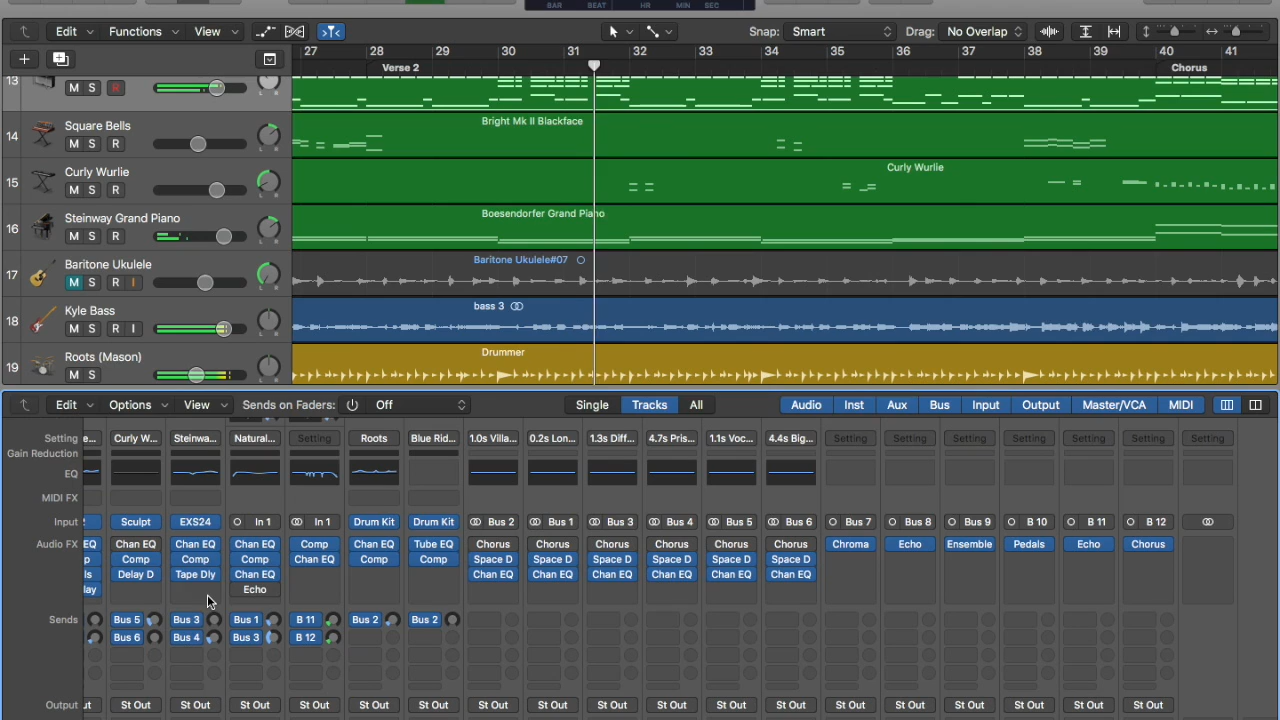 BAR BEAT HR MIN SEC
Edit Functions View Snap: Smart Drag: No Overlap
27 28 29 30 31 32 33 34 35 36 37 38 39 40 41
Verse 2 Chorus
13
M S R
14 Square Bells
M S R
Bright Mk II Blackface
15 Curly Wurlie
M S R
Curly Wurlie
16 Steinway Grand Piano
M S R
Boesendorfer Grand Piano
17 Baritone Ukulele
M S R I
Baritone Ukulele#07
18 Kyle Bass
M S R I
bass 3
19 Roots (Mason)
M S
Drummer
Edit Options View Sends on Faders: Off Single Tracks All Audio Inst Aux Bus Input Output Master/VCA MIDI
Setting e... Curly W... Steinwa... Natural... Setting Roots Blue Rid... 1.0s Villa... 0.2s Lon... 1.3s Diff... 4.7s Pris... 1.1s Voc... 4.4s Big... Setting Setting Setting Setting Setting Setting Setting
Gain Reduction
EQ
MIDI FX
Input Sculpt EXS24 In 1 In 1 Drum Kit Drum Kit Bus 2 Bus 1 Bus 3 Bus 4 Bus 5 Bus 6 Bus 7 Bus 8 Bus 9 B 10 B 11 B 12
Audio FX EQ Chan EQ Chan EQ Chan EQ Comp Chan EQ Tube EQ Chorus Chorus Chorus Chorus Chorus Chorus Chroma Echo Ensemble Pedals Echo Chorus
p Comp Comp Comp Chan EQ Comp Comp Space D Space D Space D Space D Space D Space D
ls Delay D Tape Dly Chan EQ Chan EQ Chan EQ Chan EQ Chan EQ Chan EQ Chan EQ
lay Echo
Sends Bus 5 Bus 3 Bus 1 B 11 Bus 2 Bus 2
Bus 6 Bus 4 Bus 3 B 12
Output ut St Out St Out St Out St Out St Out St Out St Out St Out St Out St Out St Out St Out St Out St Out St Out St Out St Out St Out St Out